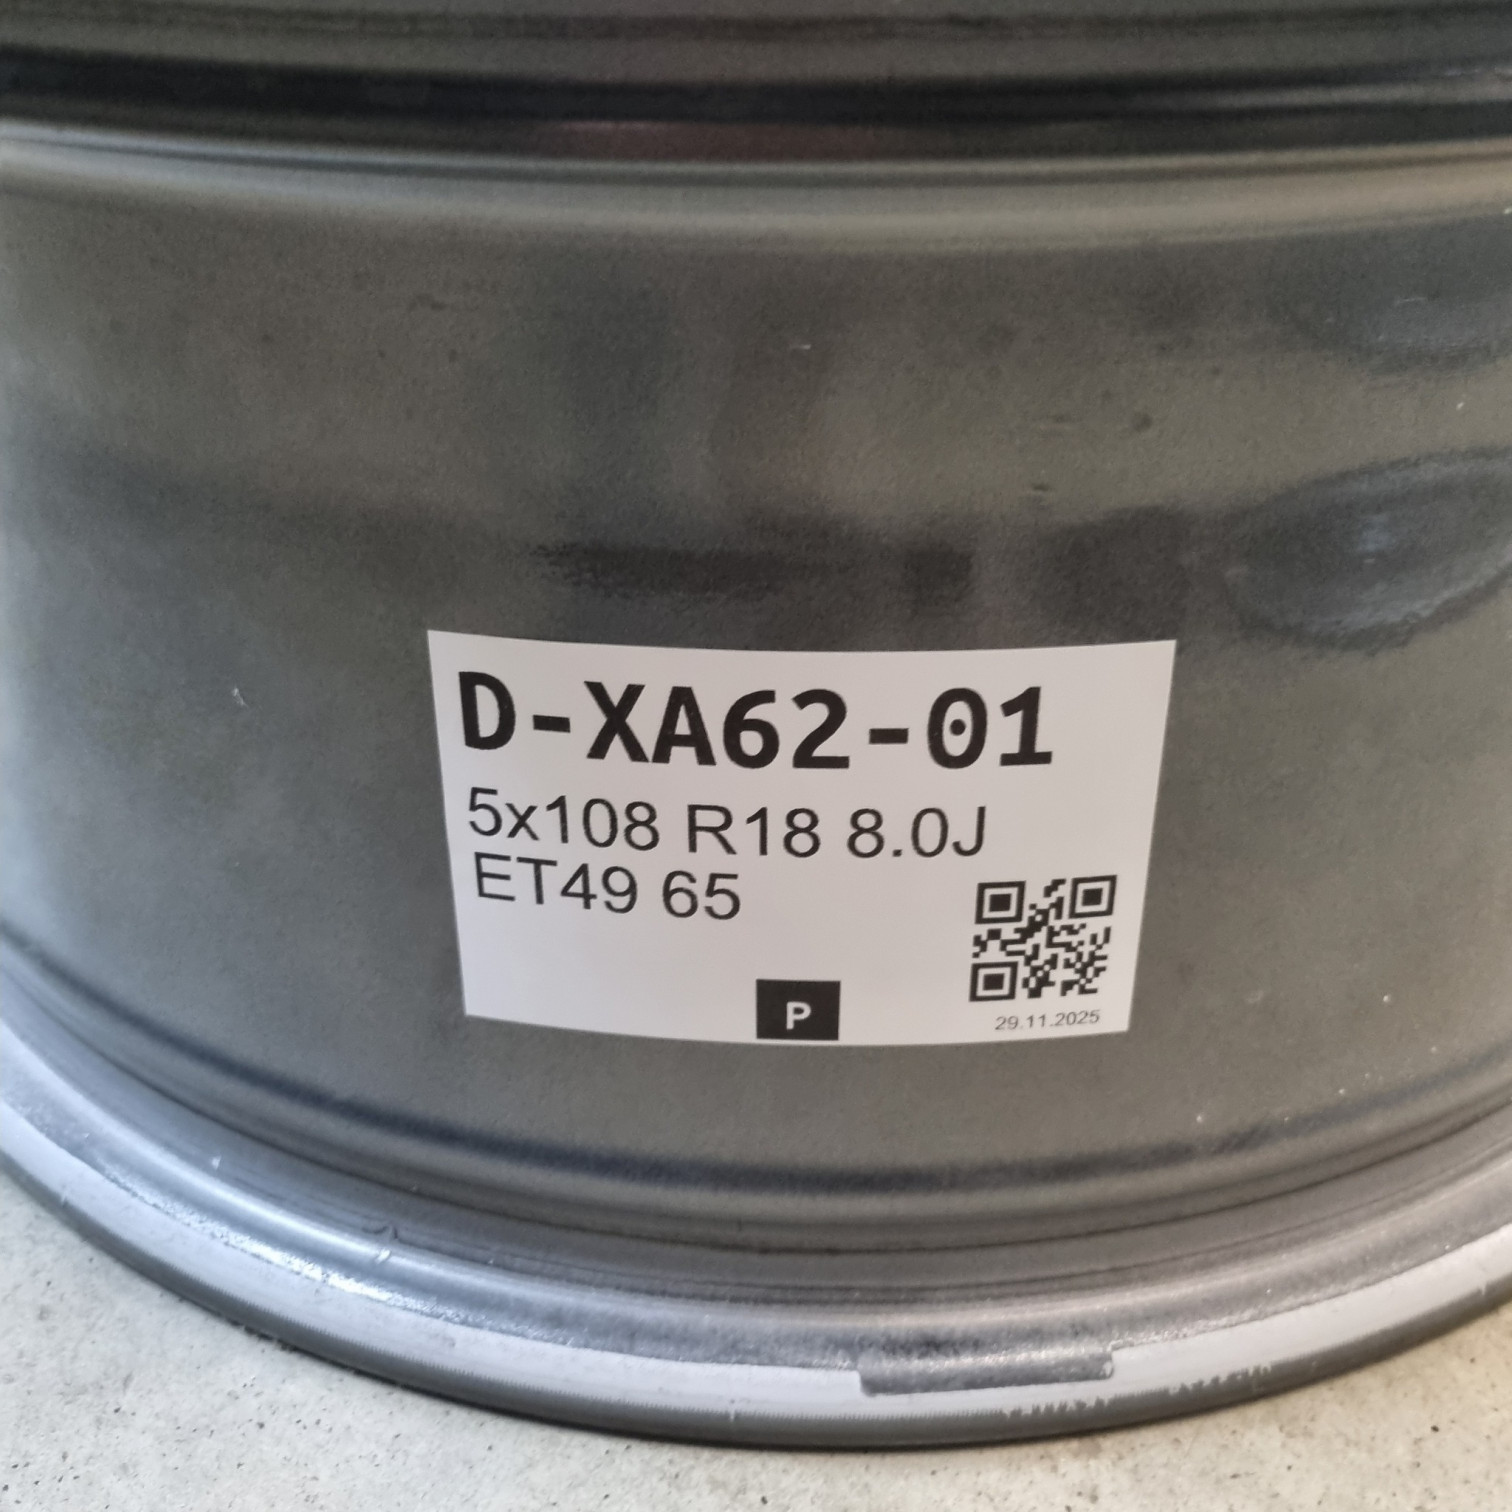 D-XA62-01
5x108 R18 8.0J
ET49 65
P
29.11.2025